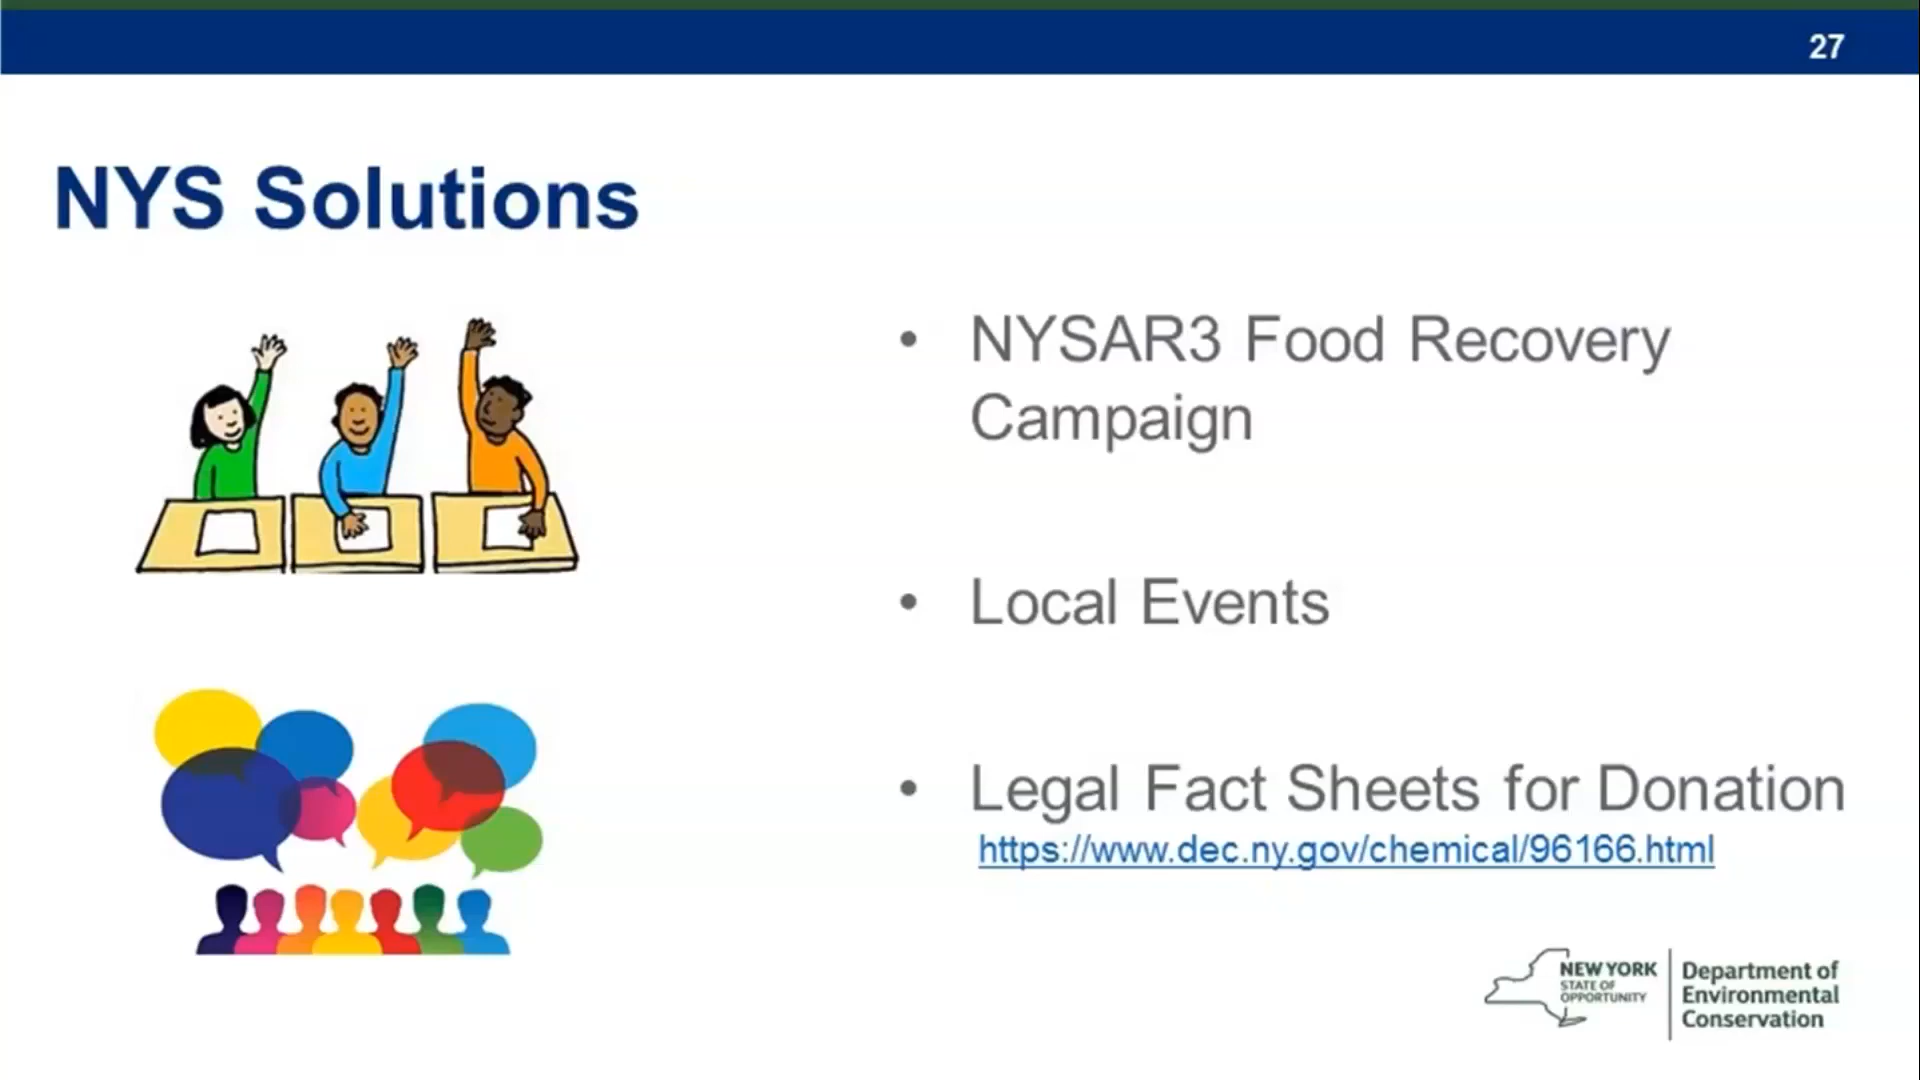 27
NYS Solutions
• NYSAR3 Food Recovery
Campaign
• Local Events
• Legal Fact Sheets for Donation
https://www.dec.ny.gov/chemical/96166.html
NEW YORK
STATE OF
OPPORTUNITY
Department of
Environmental
Conservation